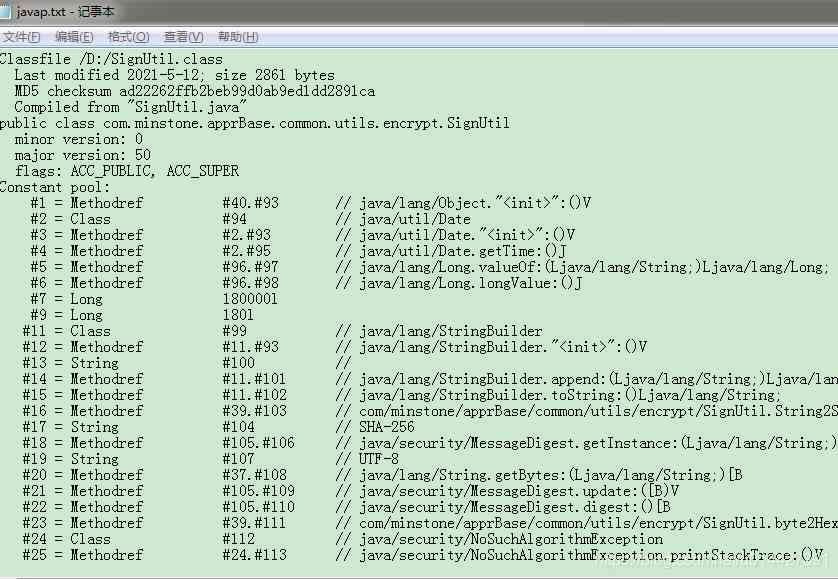 javap.txt - 记事本
文件(F) 编辑(E) 格式(O) 查看(V) 帮助(H)
Classfile /D:/SignUtil.class
Last modified 2021-5-12; size 2861 bytes
MD5 checksum ad22262ffb2beb99d0ab9ed1dd2891ca
Compiled from "SignUtil.java"
public class com.minstone.apprBase.common.utils.encrypt.SignUtil
minor version: 0
major version: 50
flags: ACC_PUBLIC, ACC_SUPER
Constant pool:
#1 = Methodref #40.#93 // java/lang/Object."<init>":()V
#2 = Class #94 // java/util/Date
#3 = Methodref #2.#93 // java/util/Date."<init>":()V
#4 = Methodref #2.#95 // java/util/Date.getTime:()J
#5 = Methodref #96.#97 // java/lang/Long.valueOf:(Ljava/lang/String;)Ljava/lang/Long;
#6 = Methodref #96.#98 // java/lang/Long.longValue:()J
#7 = Long 180000l
#9 = Long 180l
#11 = Class #99 // java/lang/StringBuilder
#12 = Methodref #11.#93 // java/lang/StringBuilder."<init>":()V
#13 = String #100 //
#14 = Methodref #11.#101 // java/lang/StringBuilder.append:(Ljava/lang/String;)Ljava/lan
#15 = Methodref #11.#102 // java/lang/StringBuilder.toString:()Ljava/lang/String;
#16 = Methodref #39.#103 // com/minstone/apprBase/common/utils/encrypt/SignUtil.String2S
#17 = String #104 // SHA-256
#18 = Methodref #105.#106 // java/security/MessageDigest.getInstance:(Ljava/lang/String;)
#19 = String #107 // UTF-8
#20 = Methodref #37.#108 // java/lang/String.getBytes:(Ljava/lang/String;)[B
#21 = Methodref #105.#109 // java/security/MessageDigest.update:([B)V
#22 = Methodref #105.#110 // java/security/MessageDigest.digest:()[B
#23 = Methodref #39.#111 // com/minstone/apprBase/common/utils/encrypt/SignUtil.byte2Hex
#24 = Class #112 // java/security/NoSuchAlgorithmException
#25 = Methodref #24.#113 // java/security/NoSuchAlgorithmException.printStackTrace:()V